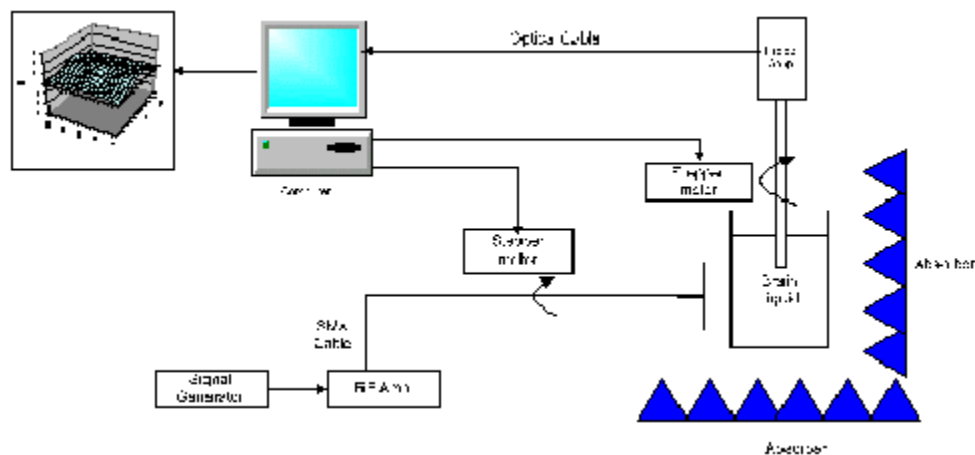 Optical Cable
Computer
Stepper
motor
Stepper
motor
Brain
liquid
Absorber
SMA
Cable
Signal
Generator
RF Amp
Absorber